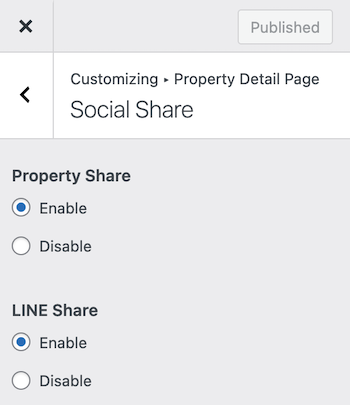 Published
Customizing ▸ Property Detail Page
Social Share
Property Share
Enable
Disable
LINE Share
Enable
Disable